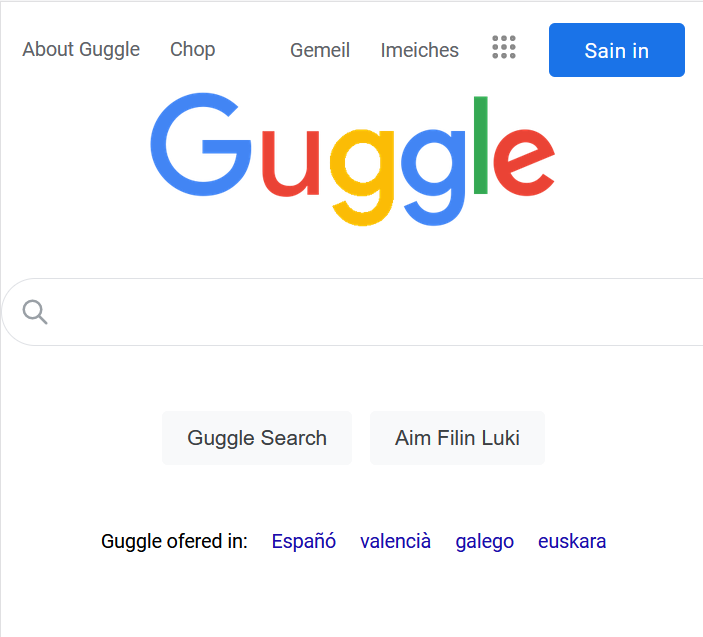 About Guggle Chop Gemeil Imeiches Sain in
Guggle
Guggle Search Aim Filin Luki
Guggle ofered in: Españó valencià galego euskara